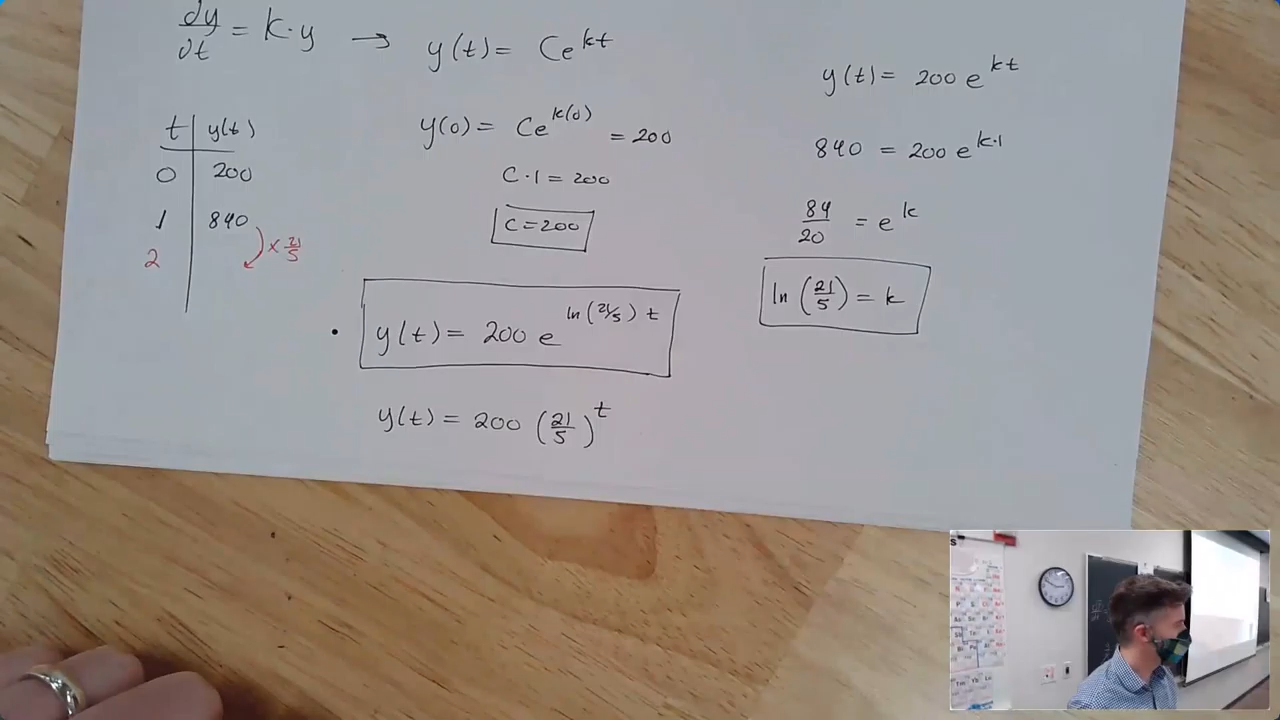 dy/dt = k·y → y(t) = Ce^{kt}
t | y(t)
0 | 200
1 | 840
2
× 21/5
y(0) = Ce^{k(0)} = 200
C·1 = 200
C = 200
y(t) = 200 e^{kt}
840 = 200 e^{k·1}
84/20 = e^k
ln(21/5) = k
y(t) = 200 e^{ln(21/5) t}
y(t) = 200 (21/5)^t